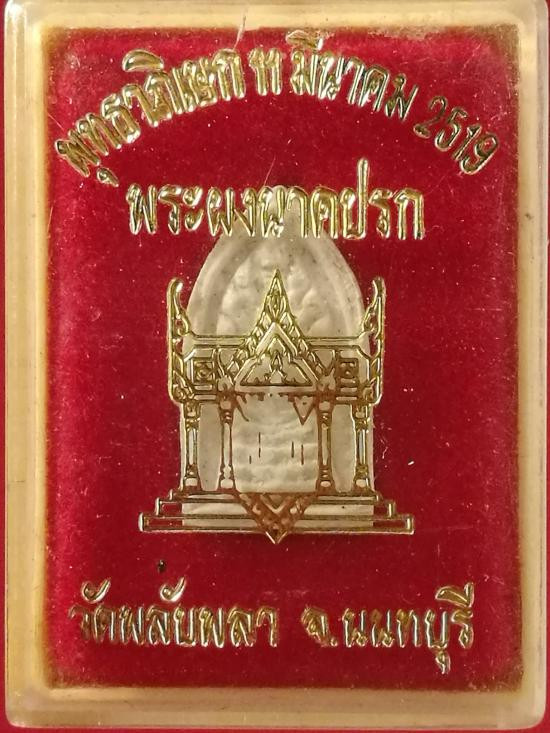 พุทธาภิเษก ๑๑ มีนาคม 2519
พระผงนาคปรก
วัดพลับพลา จ.นนทบุรี